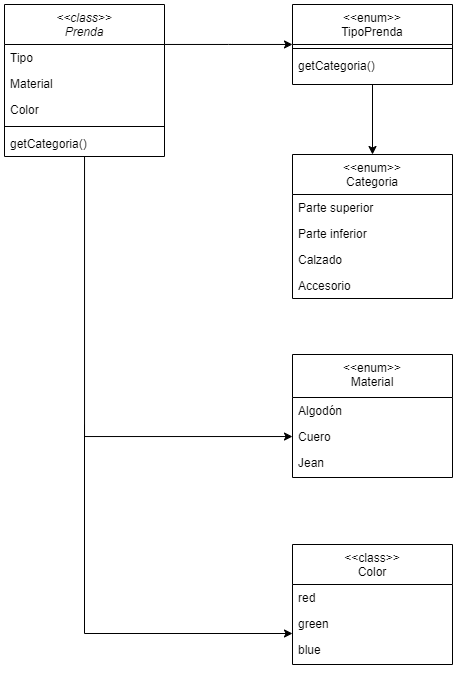 <<class>>
Prenda
Tipo
Material
Color
getCategoria()
<<enum>>
TipoPrenda
getCategoria()
<<enum>>
Categoria
Parte superior
Parte inferior
Calzado
Accesorio
<<enum>>
Material
Algodón
Cuero
Jean
<<class>>
Color
red
green
blue